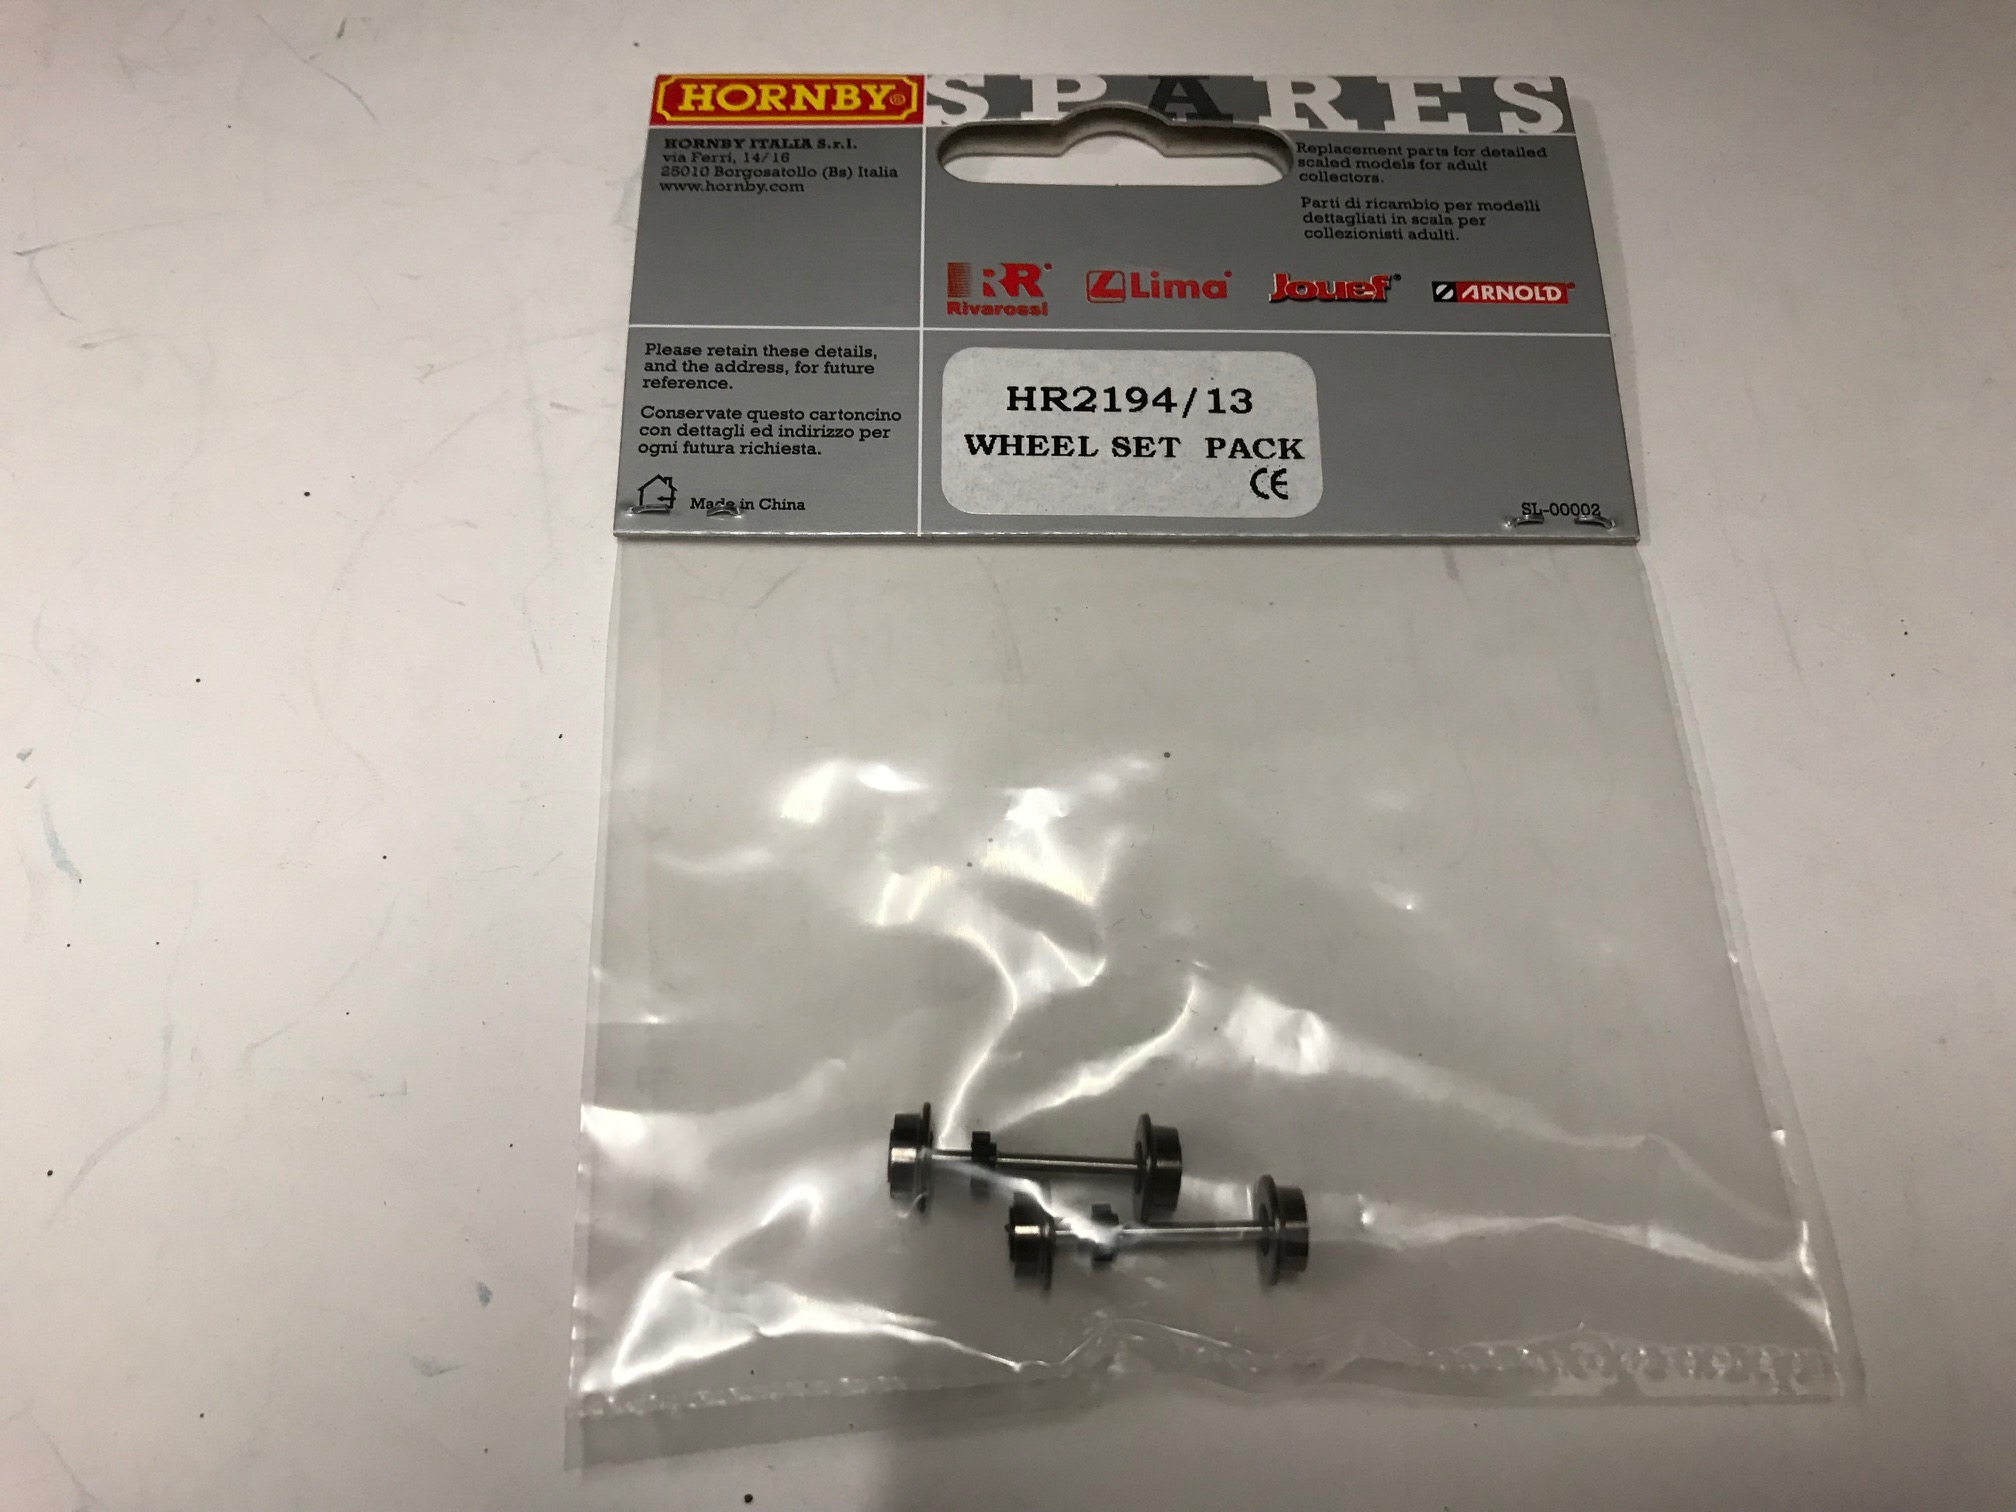 HORNBY®
SPARES
HORNBY ITALIA S.r.l.
via Ferri, 14/16
25010 Borgosatollo (Bs) Italia
www.hornby.com
Replacement parts for detailed
scaled models for adult
collectors.
Parti di ricambio per modelli
dettagliati in scala per
collezionisti adulti.
RR
Rivarossi
Lima
Jouef®
ARNOLD
Please retain these details,
and the address, for future
reference.
Conservate questo cartoncino
con dettagli ed indirizzo per
ogni futura richiesta.
Made in China
HR2194/13
WHEEL SET PACK
CE
SL-00002